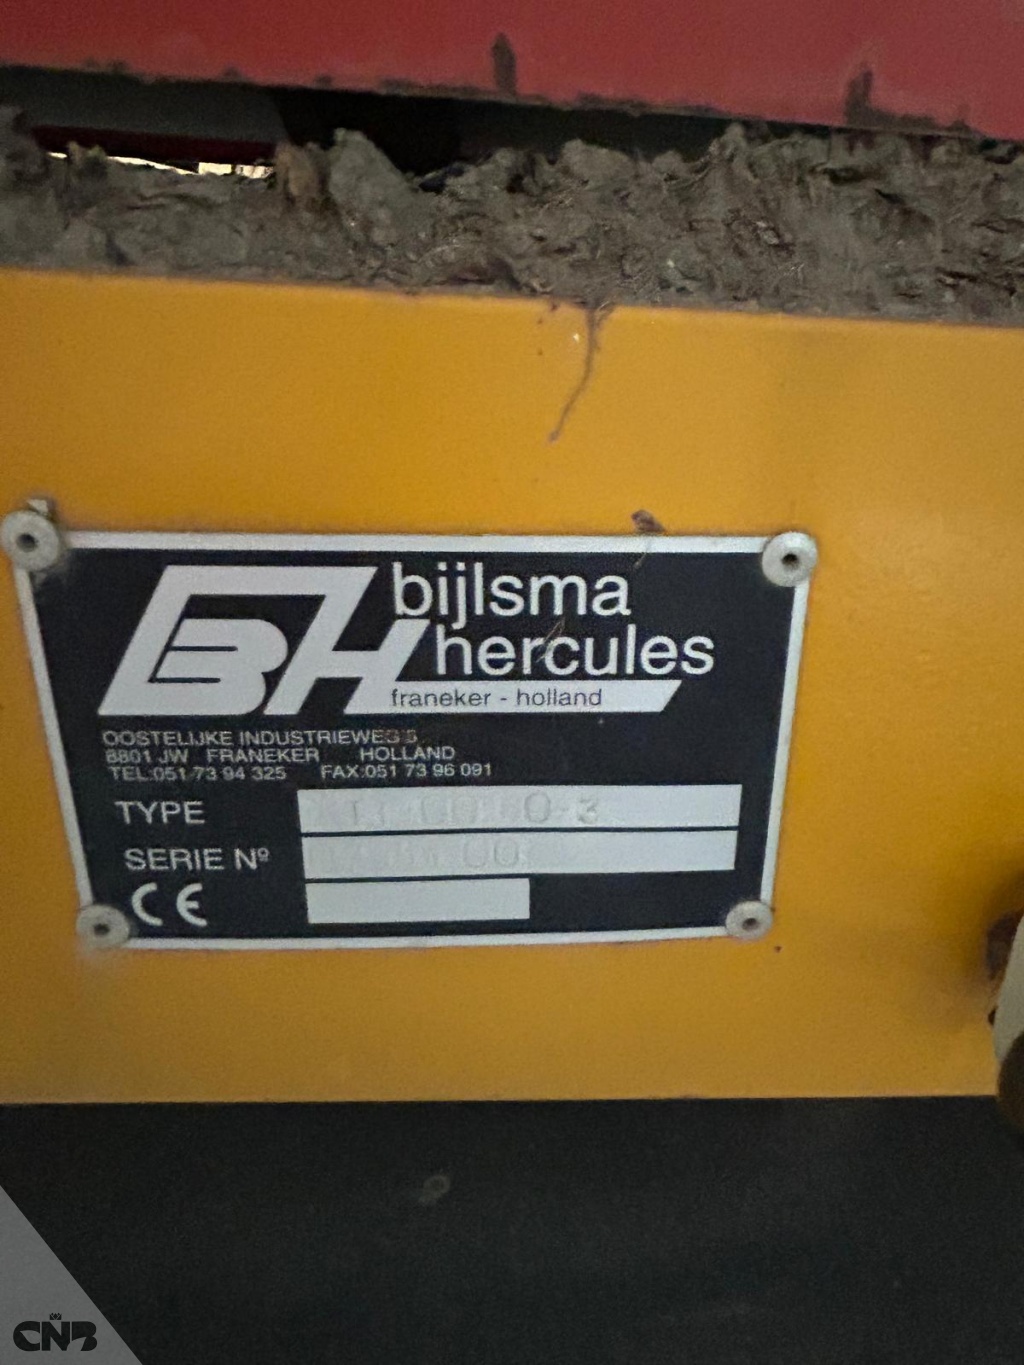 BH bijlsma
hercules
franeker - holland
OOSTELIJKE INDUSTRIEWEG 5
8801 JW FRANEKER HOLLAND
TEL:051 73 94 325 FAX:051 73 96 091
TYPE
SERIE Nº
CE
CNB